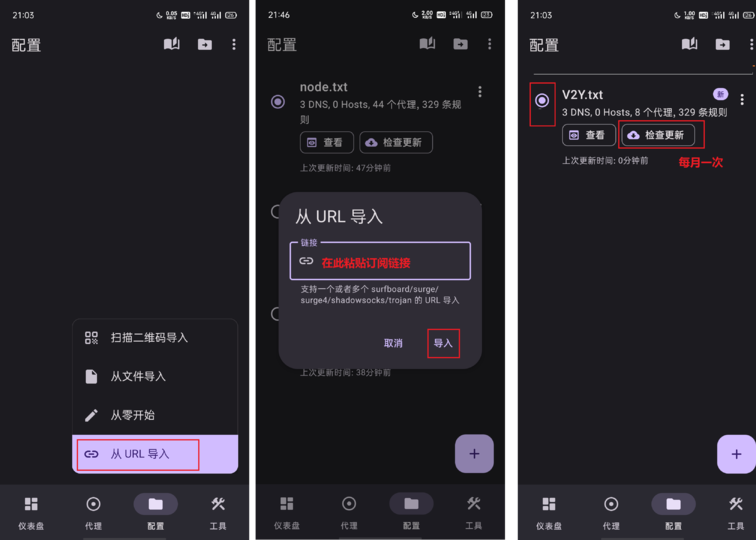 21:03
0.05
配置
扫描二维码导入
从文件导入
从零开始
从 URL 导入
仪表盘
代理
配置
工具
21:46
2.00
配置
node.txt
3 DNS, 0 Hosts, 44 个代理, 329 条规
则
查看
检查更新
上次更新时间: 47分钟前
从 URL 导入
链接
在此粘贴订阅链接
支持一个或者多个 surfboard/surge/
surge4/shadowsocks/trojan 的 URL 导入
取消
导入
上次更新时间: 38分钟前
仪表盘
代理
配置
工具
21:03
1.00
配置
V2Y.txt
新
3 DNS, 0 Hosts, 8 个代理, 329 条规则
查看
检查更新
上次更新时间: 0分钟前
每月一次
仪表盘
代理
配置
工具